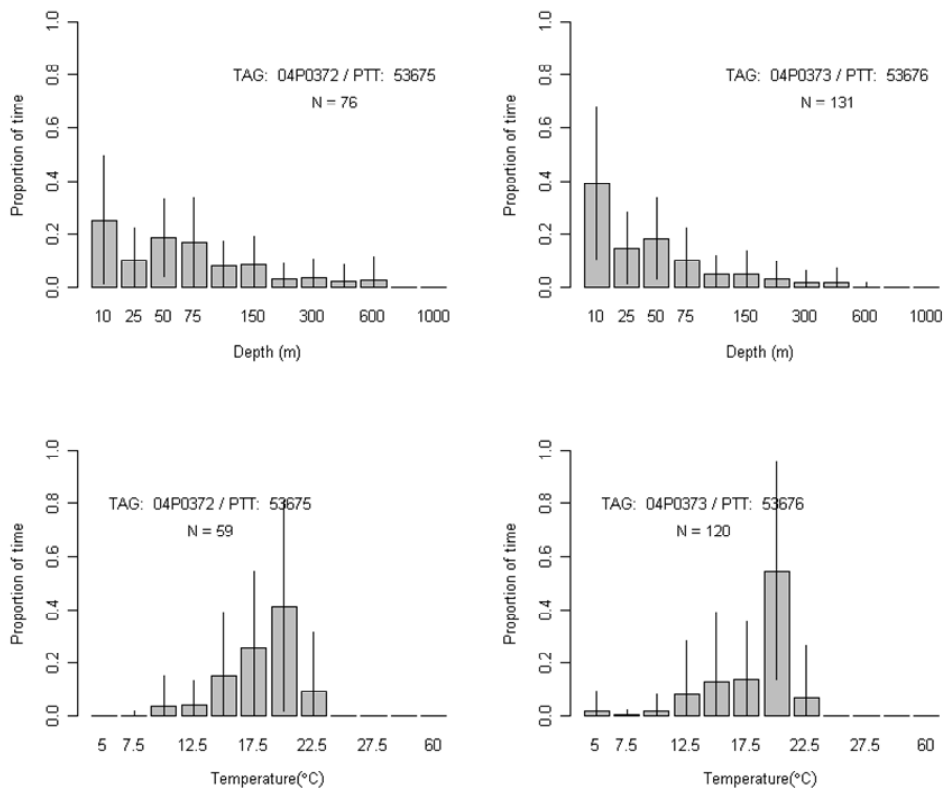 1.0
0.8
0.6
0.4
0.2
0.0
Proportion of time
TAG: 04P0372 / PTT: 53675
N = 76
10 25 50 75 150 300 600 1000
Depth (m)
1.0
0.8
0.6
0.4
0.2
0.0
Proportion of time
TAG: 04P0373 / PTT: 53676
N = 131
10 25 50 75 150 300 600 1000
Depth (m)
1.0
0.8
0.6
0.4
0.2
0.0
Proportion of time
TAG: 04P0372 / PTT: 53675
N = 59
5 7.5 12.5 17.5 22.5 27.5 60
Temperature(°C)
1.0
0.8
0.6
0.4
0.2
0.0
Proportion of time
TAG: 04P0373 / PTT: 53676
N = 120
5 7.5 12.5 17.5 22.5 27.5 60
Temperature(°C)